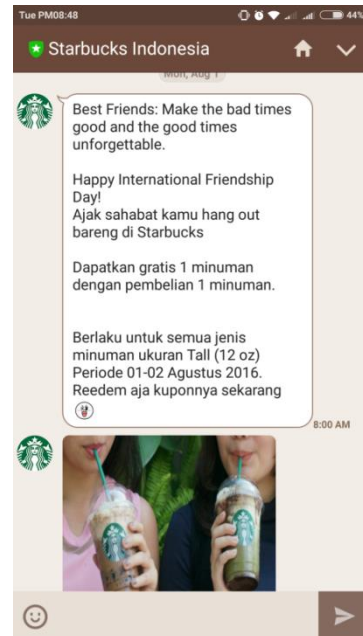 Tue PM08:48
44%
Starbucks Indonesia
Mon, Aug 1
Best Friends: Make the bad times
good and the good times
unforgettable.
Happy International Friendship
Day!
Ajak sahabat kamu hang out
bareng di Starbucks
Dapatkan gratis 1 minuman
dengan pembelian 1 minuman.
Berlaku untuk semua jenis
minuman ukuran Tall (12 oz)
Periode 01-02 Agustus 2016.
Reedem aja kuponnya sekarang
8:00 AM